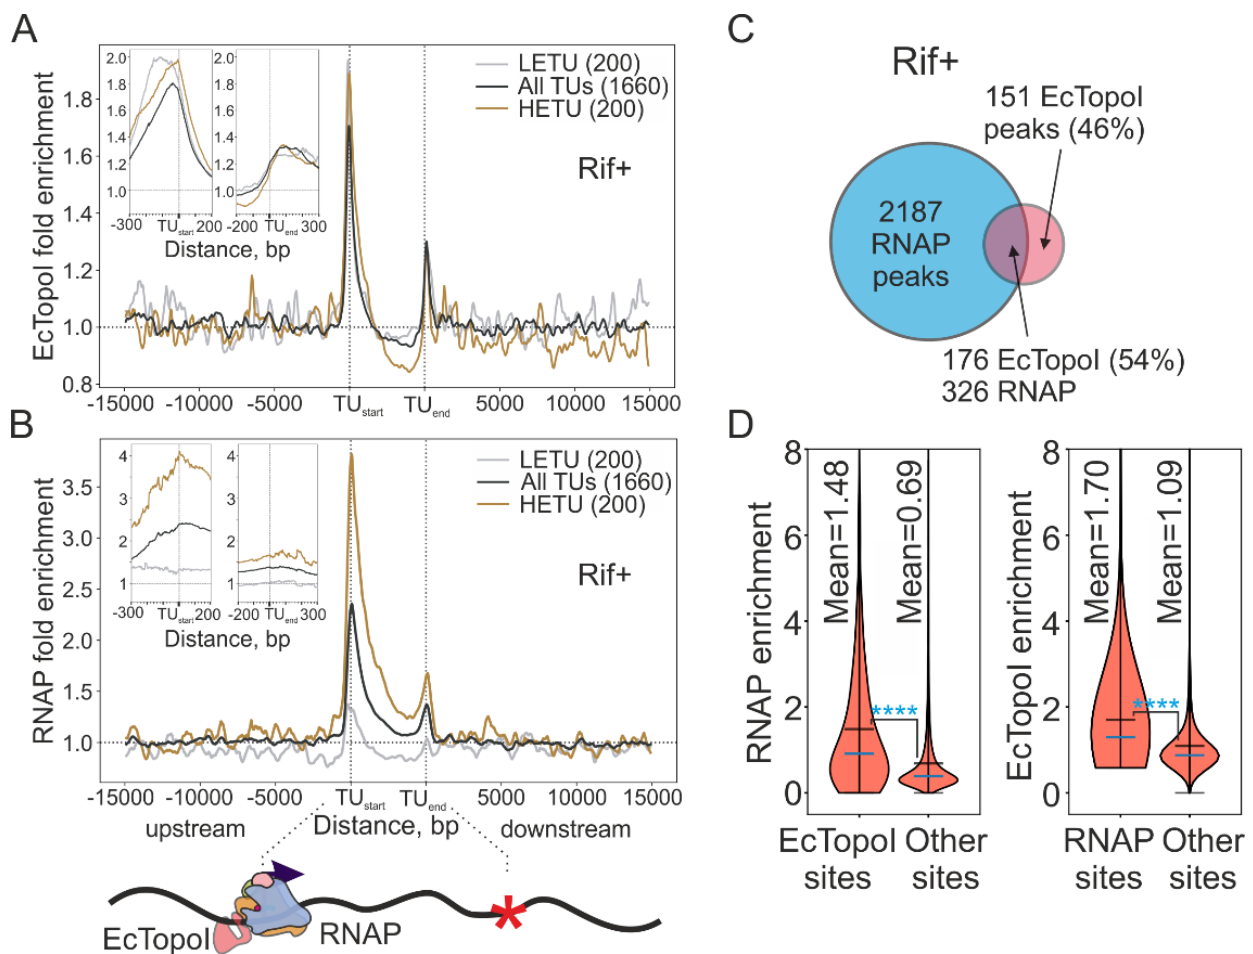 A
EcTopoI fold enrichment
LETU (200)
All TUs (1660)
HETU (200)
Rif+
2.0
1.8
1.6
1.4
1.2
1.0
-300 TUstart 200
2.0
1.8
1.6
1.4
1.2
1.0
-200 TUend 300
Distance, bp
1.8
1.6
1.4
1.2
1.0
0.8
-15000 -10000 -5000 TUstart TUend 5000 10000 15000
B
RNAP fold enrichment
LETU (200)
All TUs (1660)
HETU (200)
Rif+
4
3
2
1
-300 TUstart 200
4
3
2
1
-200 TUend 300
Distance, bp
3.5
3.0
2.5
2.0
1.5
1.0
-15000 -10000 -5000 TUstart TUend 5000 10000 15000
upstream Distance, bp downstream
EcTopoI
RNAP
*
C
Rif+
151 EcTopoI
peaks (46%)
2187
RNAP
peaks
176 EcTopoI (54%)
326 RNAP
D
RNAP enrichment
8
6
4
2
0
Mean=1.48
Mean=0.69
****
EcTopoI Other
sites sites
EcTopoI enrichment
8
6
4
2
0
Mean=1.70
Mean=1.09
****
RNAP Other
sites sites